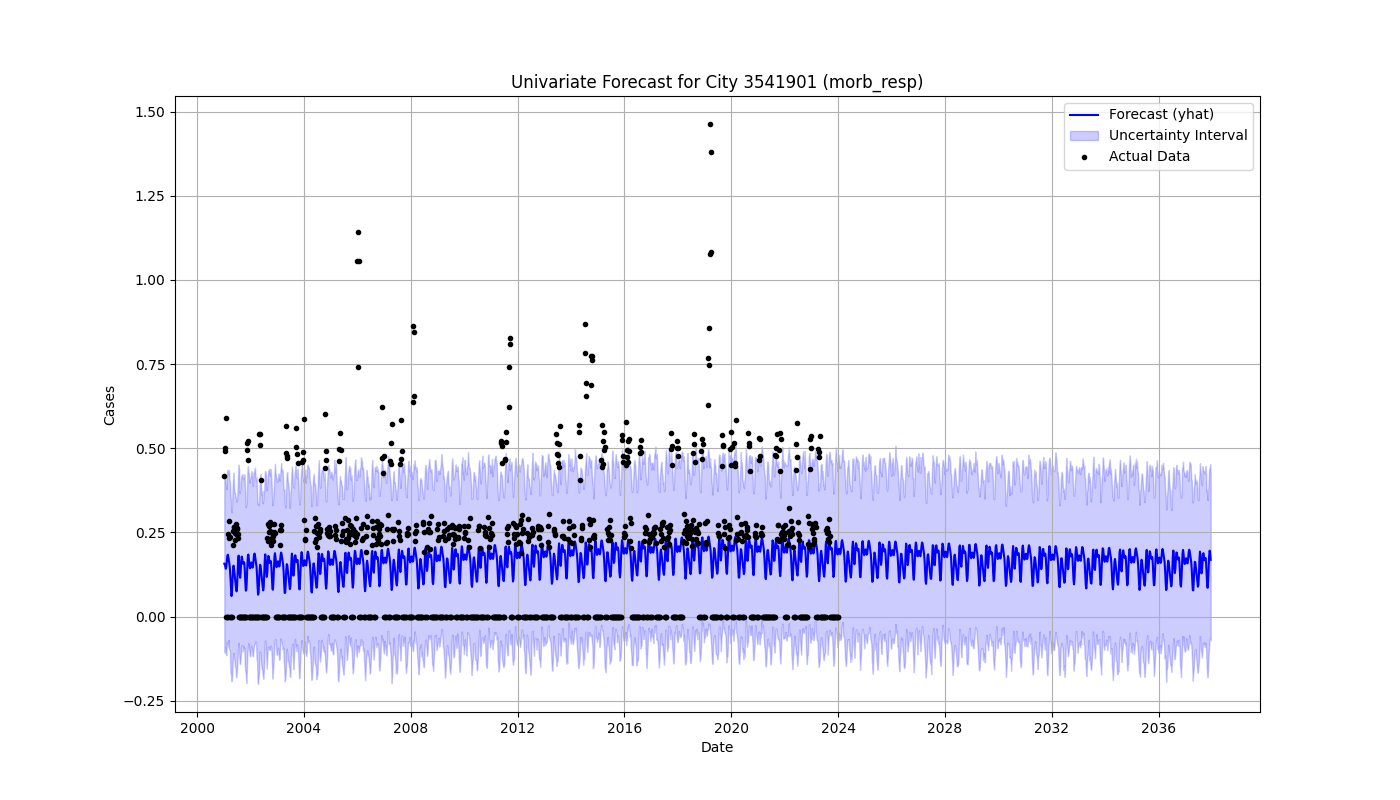 Univariate Forecast for City 3541901 (morb_resp)
Forecast (yhat)
Uncertainty Interval
Actual Data
1.50
1.25
1.00
0.75
0.50
0.25
0.00
−0.25
Cases
2000 2004 2008 2012 2016 2020 2024 2028 2032 2036
Date